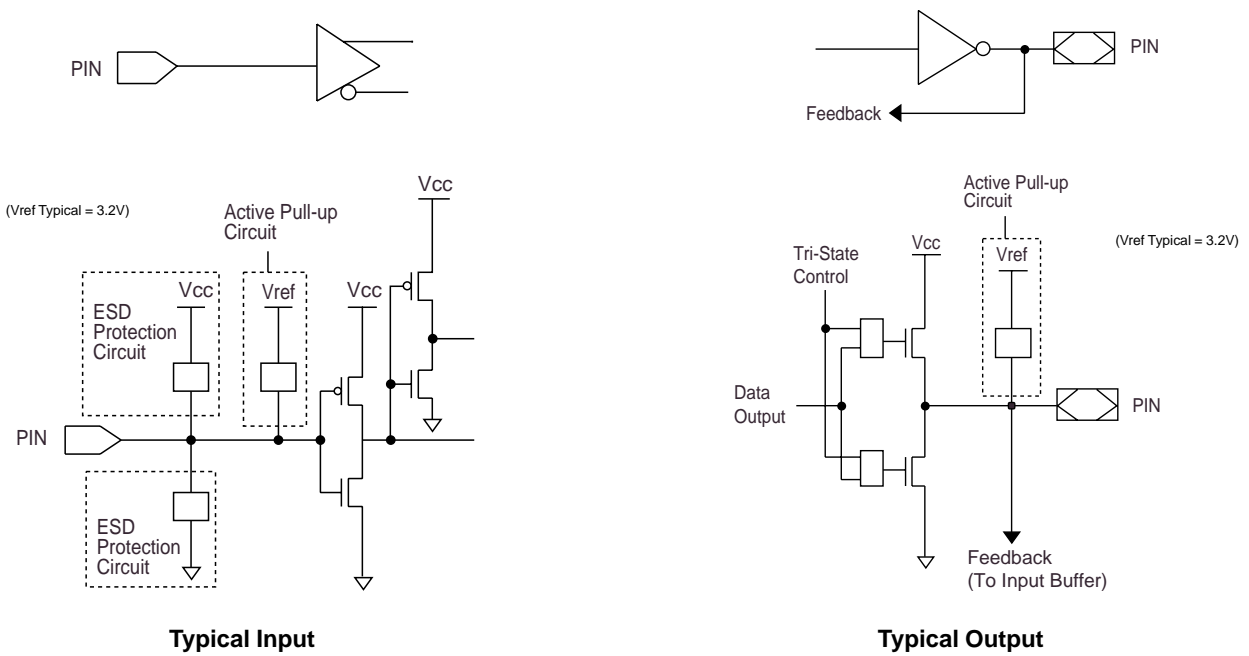 PIN
PIN
Feedback
(Vref Typical = 3.2V)
Active Pull-up
Circuit
Vcc
ESD
Protection
Circuit
Vcc
Vref
Vcc
PIN
ESD
Protection
Circuit
Typical Input
Active Pull-up
Circuit
(Vref Typical = 3.2V)
Tri-State
Control
Vcc
Vref
Data
Output
PIN
Feedback
(To Input Buffer)
Typical Output